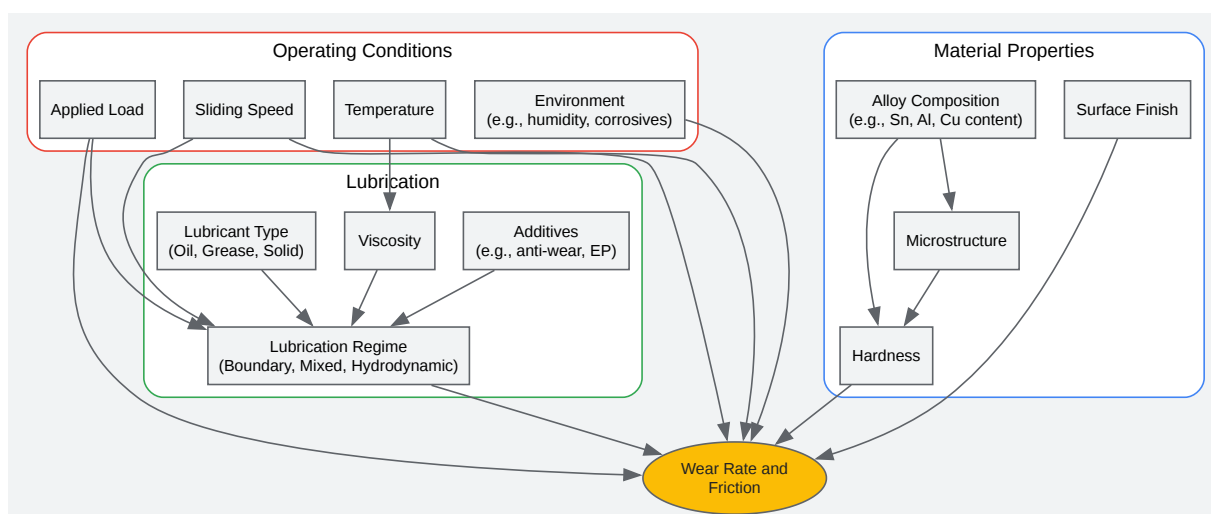 Operating Conditions
Material Properties
Applied Load
Sliding Speed
Temperature
Environment
(e.g., humidity, corrosives)
Alloy Composition
(e.g., Sn, Al, Cu content)
Surface Finish
Lubrication
Lubricant Type
(Oil, Grease, Solid)
Viscosity
Additives
(e.g., anti-wear, EP)
Microstructure
Lubrication Regime
(Boundary, Mixed, Hydrodynamic)
Hardness
Wear Rate and
Friction